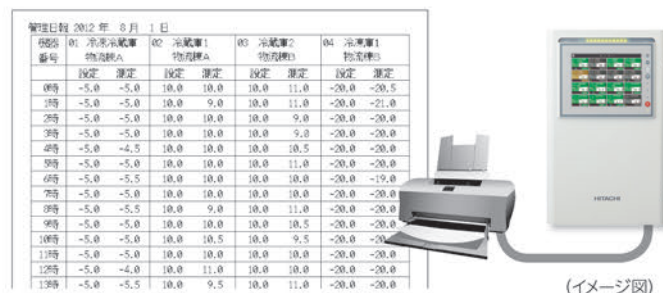 管理日報 2012 年 8 月 1 日
機器番号 01 冷凍冷蔵庫 物流棟A 02 冷蔵庫1 物流棟A 03 冷蔵庫2 物流棟B 04 冷凍庫1 物流棟B
設定 測定 設定 測定 設定 測定 設定 測定
0時 -5.0 -5.0 10.0 10.0 10.0 11.0 -20.0 -20.5
1時 -5.0 -5.0 10.0 9.0 10.0 11.0 -20.0 -21.0
2時 -5.0 -5.0 10.0 10.0 10.0 9.0 -20.0 -20.0
3時 -5.0 -5.0 10.0 10.0 10.0 9.0 -20.0 -20.0
4時 -5.0 -4.5 10.0 10.0 10.0 10.5 -20.0 -20.0
5時 -5.0 -5.0 10.0 10.0 10.0 11.0 -20.0 -20.0
6時 -5.0 -5.5 10.0 10.0 10.0 10.0 -20.0 -19.0
7時 -5.0 -5.0 10.0 10.0 10.0 10.0 -20.0 -20.0
8時 -5.0 -5.5 10.0 9.0 10.0 11.0 -20.0 -20.0
9時 -5.0 -5.0 10.0 10.0 10.0 10.5 -20.0 -20.0
10時 -5.0 -5.0 10.0 10.5 10.0 9.5 -20.0 -20.0
11時 -5.0 -5.0 10.0 10.0 10.0 10.0 -20.0 -20.0
12時 -5.0 -4.0 10.0 11.0 10.0 10.0 -20.0 -20.0
13時 -5.0 -5.5 10.0 9.5 10.0 11.0 -20.0 -20.0
HITACHI
(イメージ図)